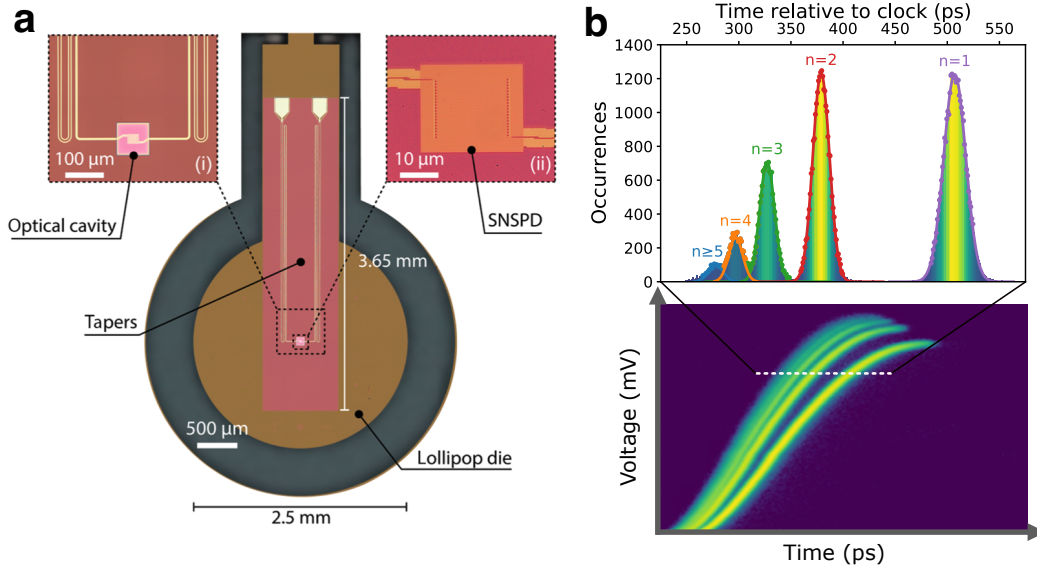 a
100 µm
(i)
10 µm
(ii)
Optical cavity
SNSPD
3.65 mm
Tapers
500 µm
Lollipop die
2.5 mm
b
Time relative to clock (ps)
250 300 350 400 450 500 550
1400
1200
1000
800
600
400
200
0
Occurrences
n=2
n=1
n=3
n=4
n≥5
Voltage (mV)
Time (ps)